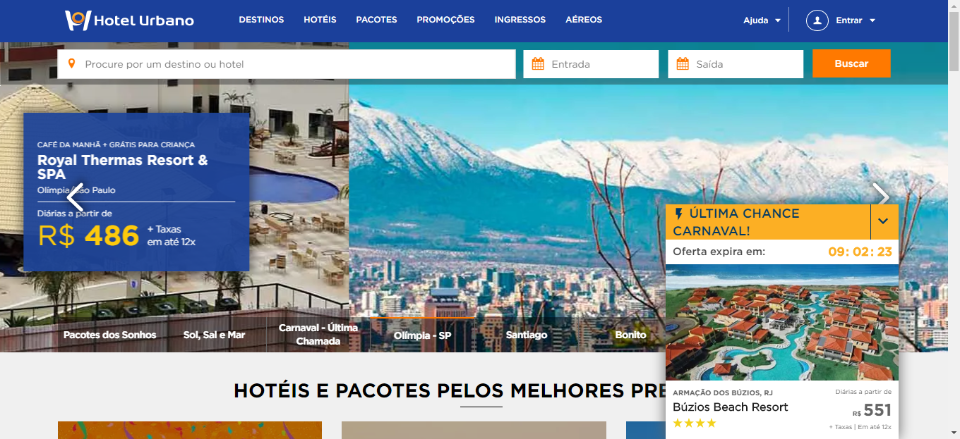 Hotel Urbano
DESTINOS HOTÉIS PACOTES PROMOÇÕES INGRESSOS AÉREOS
Ajuda Entrar
Procure por um destino ou hotel
Entrada
Saída
Buscar
CAFÉ DA MANHÃ + GRÁTIS PARA CRIANÇA
Royal Thermas Resort &
SPA
Olímpia/São Paulo
Diárias a partir de
R$ 486 + Taxas
em até 12x
ÚLTIMA CHANCE
CARNAVAL!
Oferta expira em: 09: 02: 23
ARMAÇÃO DOS BÚZIOS, RJ
Búzios Beach Resort
Diárias a partir de
R$ 551
+ Taxas | Em até 12x
Pacotes dos Sonhos
Sol, Sal e Mar
Carnaval - Última
Chamada
Olímpia - SP
Santiago
Bonito
HOTÉIS E PACOTES PELOS MELHORES PRE